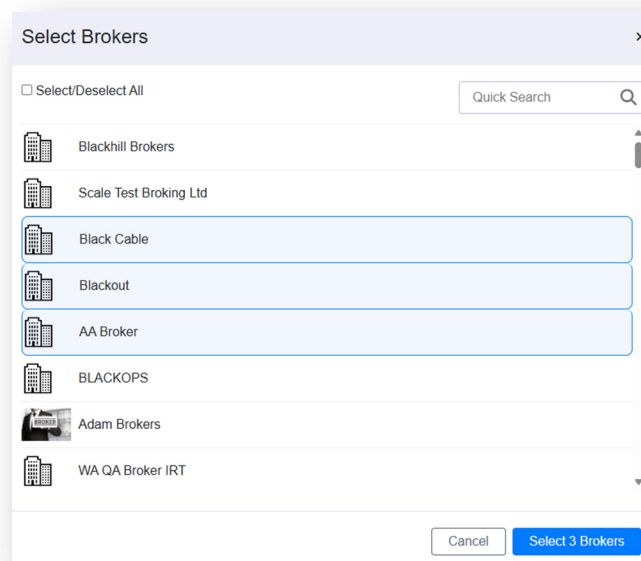 Select Brokers
Select/Deselect All
Quick Search
Blackhill Brokers
Scale Test Broking Ltd
Black Cable
Blackout
AA Broker
BLACKOPS
BROKER
Adam Brokers
WA QA Broker IRT
Cancel
Select 3 Brokers